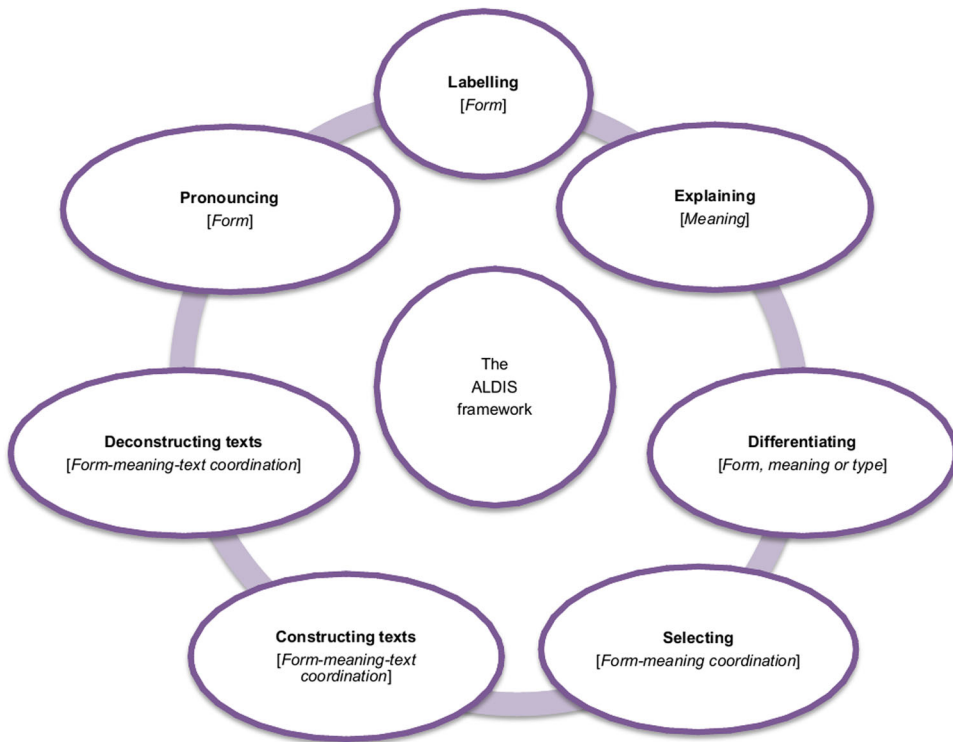 Labelling
[Form]
Explaining
[Meaning]
Differentiating
[Form, meaning or type]
Selecting
[Form-meaning coordination]
Constructing texts
[Form-meaning-text
coordination]
Deconstructing texts
[Form-meaning-text coordination]
Pronouncing
[Form]
The
ALDIS
framework